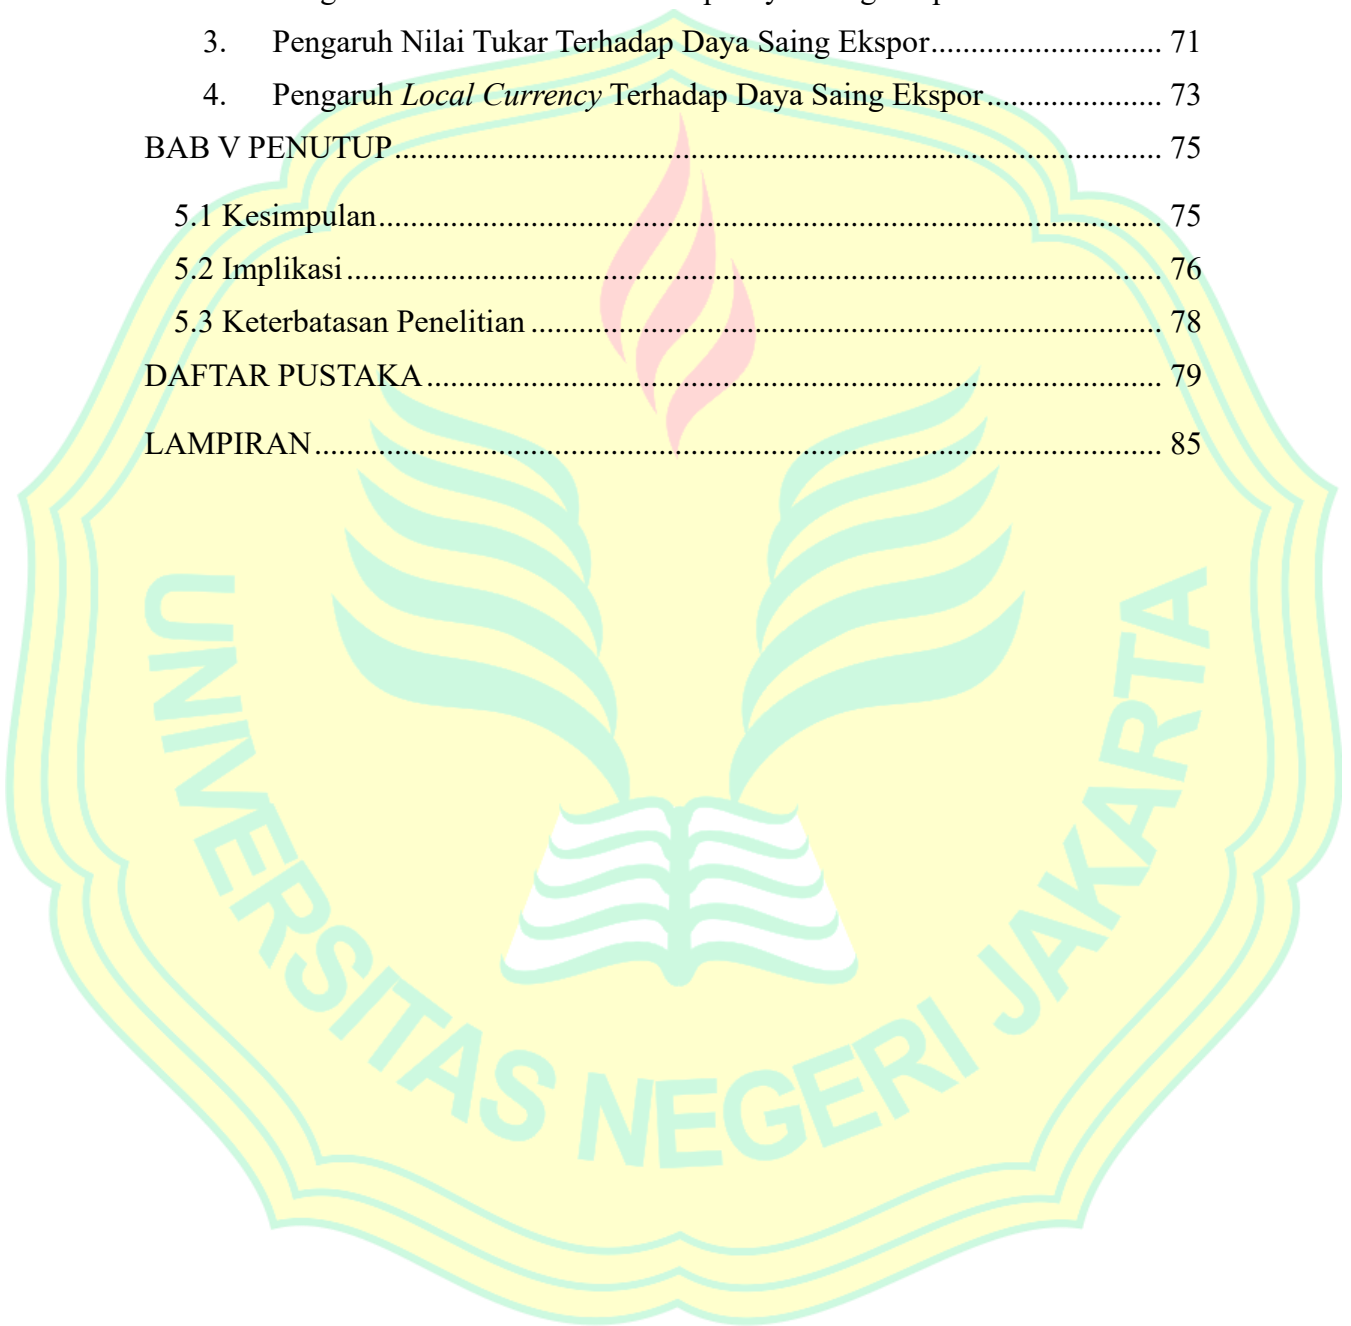 3. Pengaruh Nilai Tukar Terhadap Daya Saing Ekspor........................... 71
4. Pengaruh Local Currency Terhadap Daya Saing Ekspor..................... 73
BAB V PENUTUP............................................................................................ 75
5.1 Kesimpulan.............................................................................................. 75
5.2 Implikasi.................................................................................................. 76
5.3 Keterbatasan Penelitian............................................................................ 78
DAFTAR PUSTAKA........................................................................................ 79
LAMPIRAN...................................................................................................... 85
UNIVERSITAS NEGERI JAKARTA